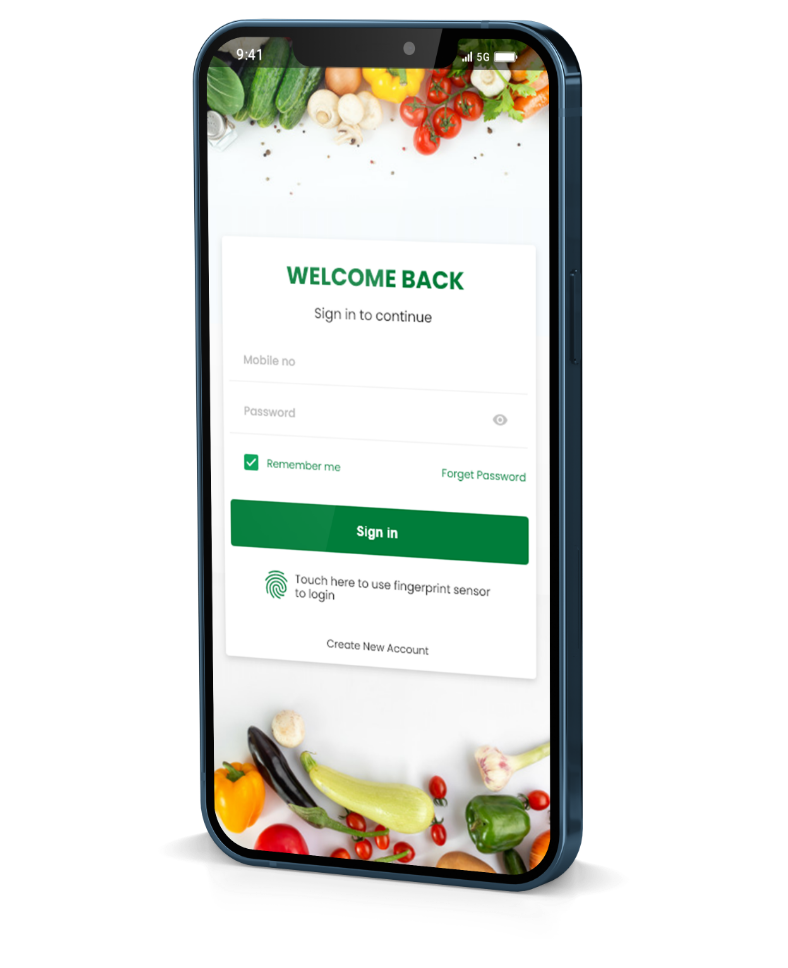 9:41
5G
WELCOME BACK
Sign in to continue
Mobile no
Password
Remember me
Forget Password
Sign in
Touch here to use fingerprint sensor
to login
Create New Account